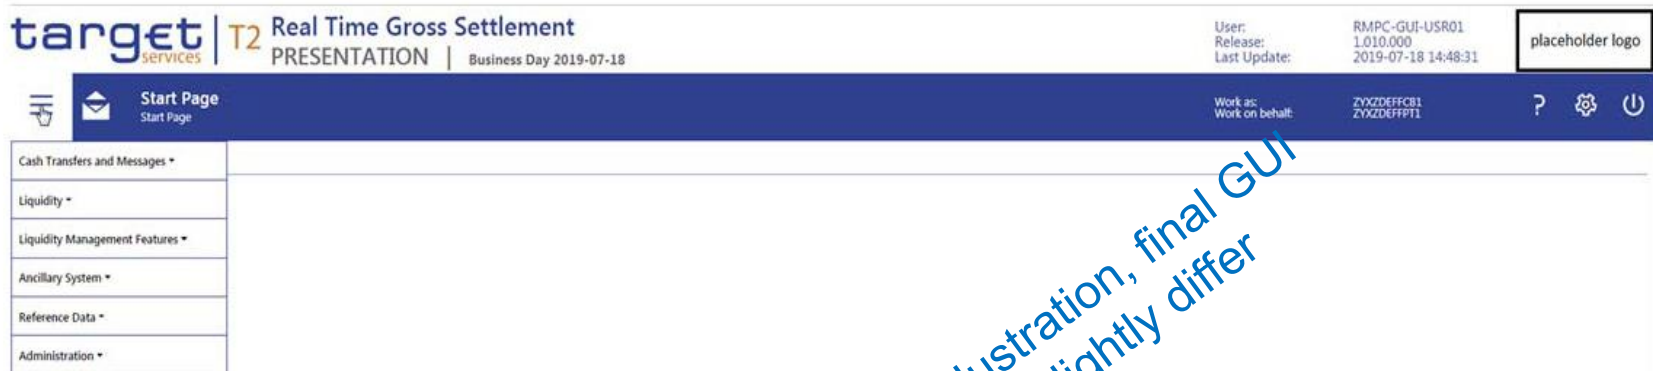 target services
T2 Real Time Gross Settlement
PRESENTATION | Business Day 2019-07-18
User: RMPC-GUI-USR01
Release: 1.010.000
Last Update: 2019-07-18 14:48:31
placeholder logo
Start Page
Start Page
Work as: ZYXZDEFFCB1
Work on behalf: ZYXZDEFFPT1
?
Cash Transfers and Messages
Liquidity
Liquidity Management Features
Ancillary System
Reference Data
Administration
final GUI
differ